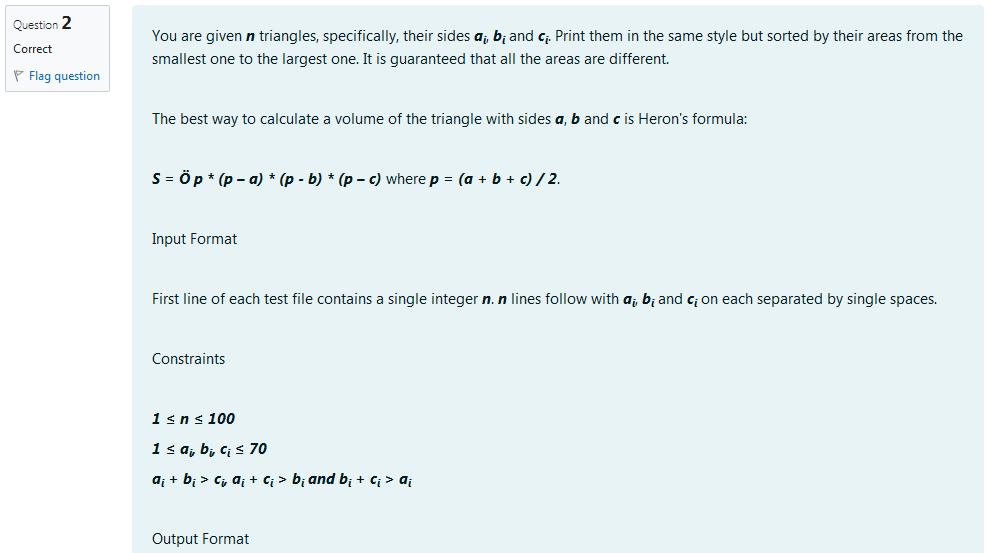 Question 2
Correct
Flag question
You are given n triangles, specifically, their sides aᵢ, bᵢ and cᵢ. Print them in the same style but sorted by their areas from the
smallest one to the largest one. It is guaranteed that all the areas are different.
The best way to calculate a volume of the triangle with sides a, b and c is Heron's formula:
S = Ö p * (p – a) * (p - b) * (p – c) where p = (a + b + c) / 2.
Input Format
First line of each test file contains a single integer n. n lines follow with aᵢ, bᵢ and cᵢ on each separated by single spaces.
Constraints
1 ≤ n ≤ 100
1 ≤ aᵢ, bᵢ, cᵢ ≤ 70
aᵢ + bᵢ > cᵢ, aᵢ + cᵢ > bᵢ and bᵢ + cᵢ > aᵢ
Output Format